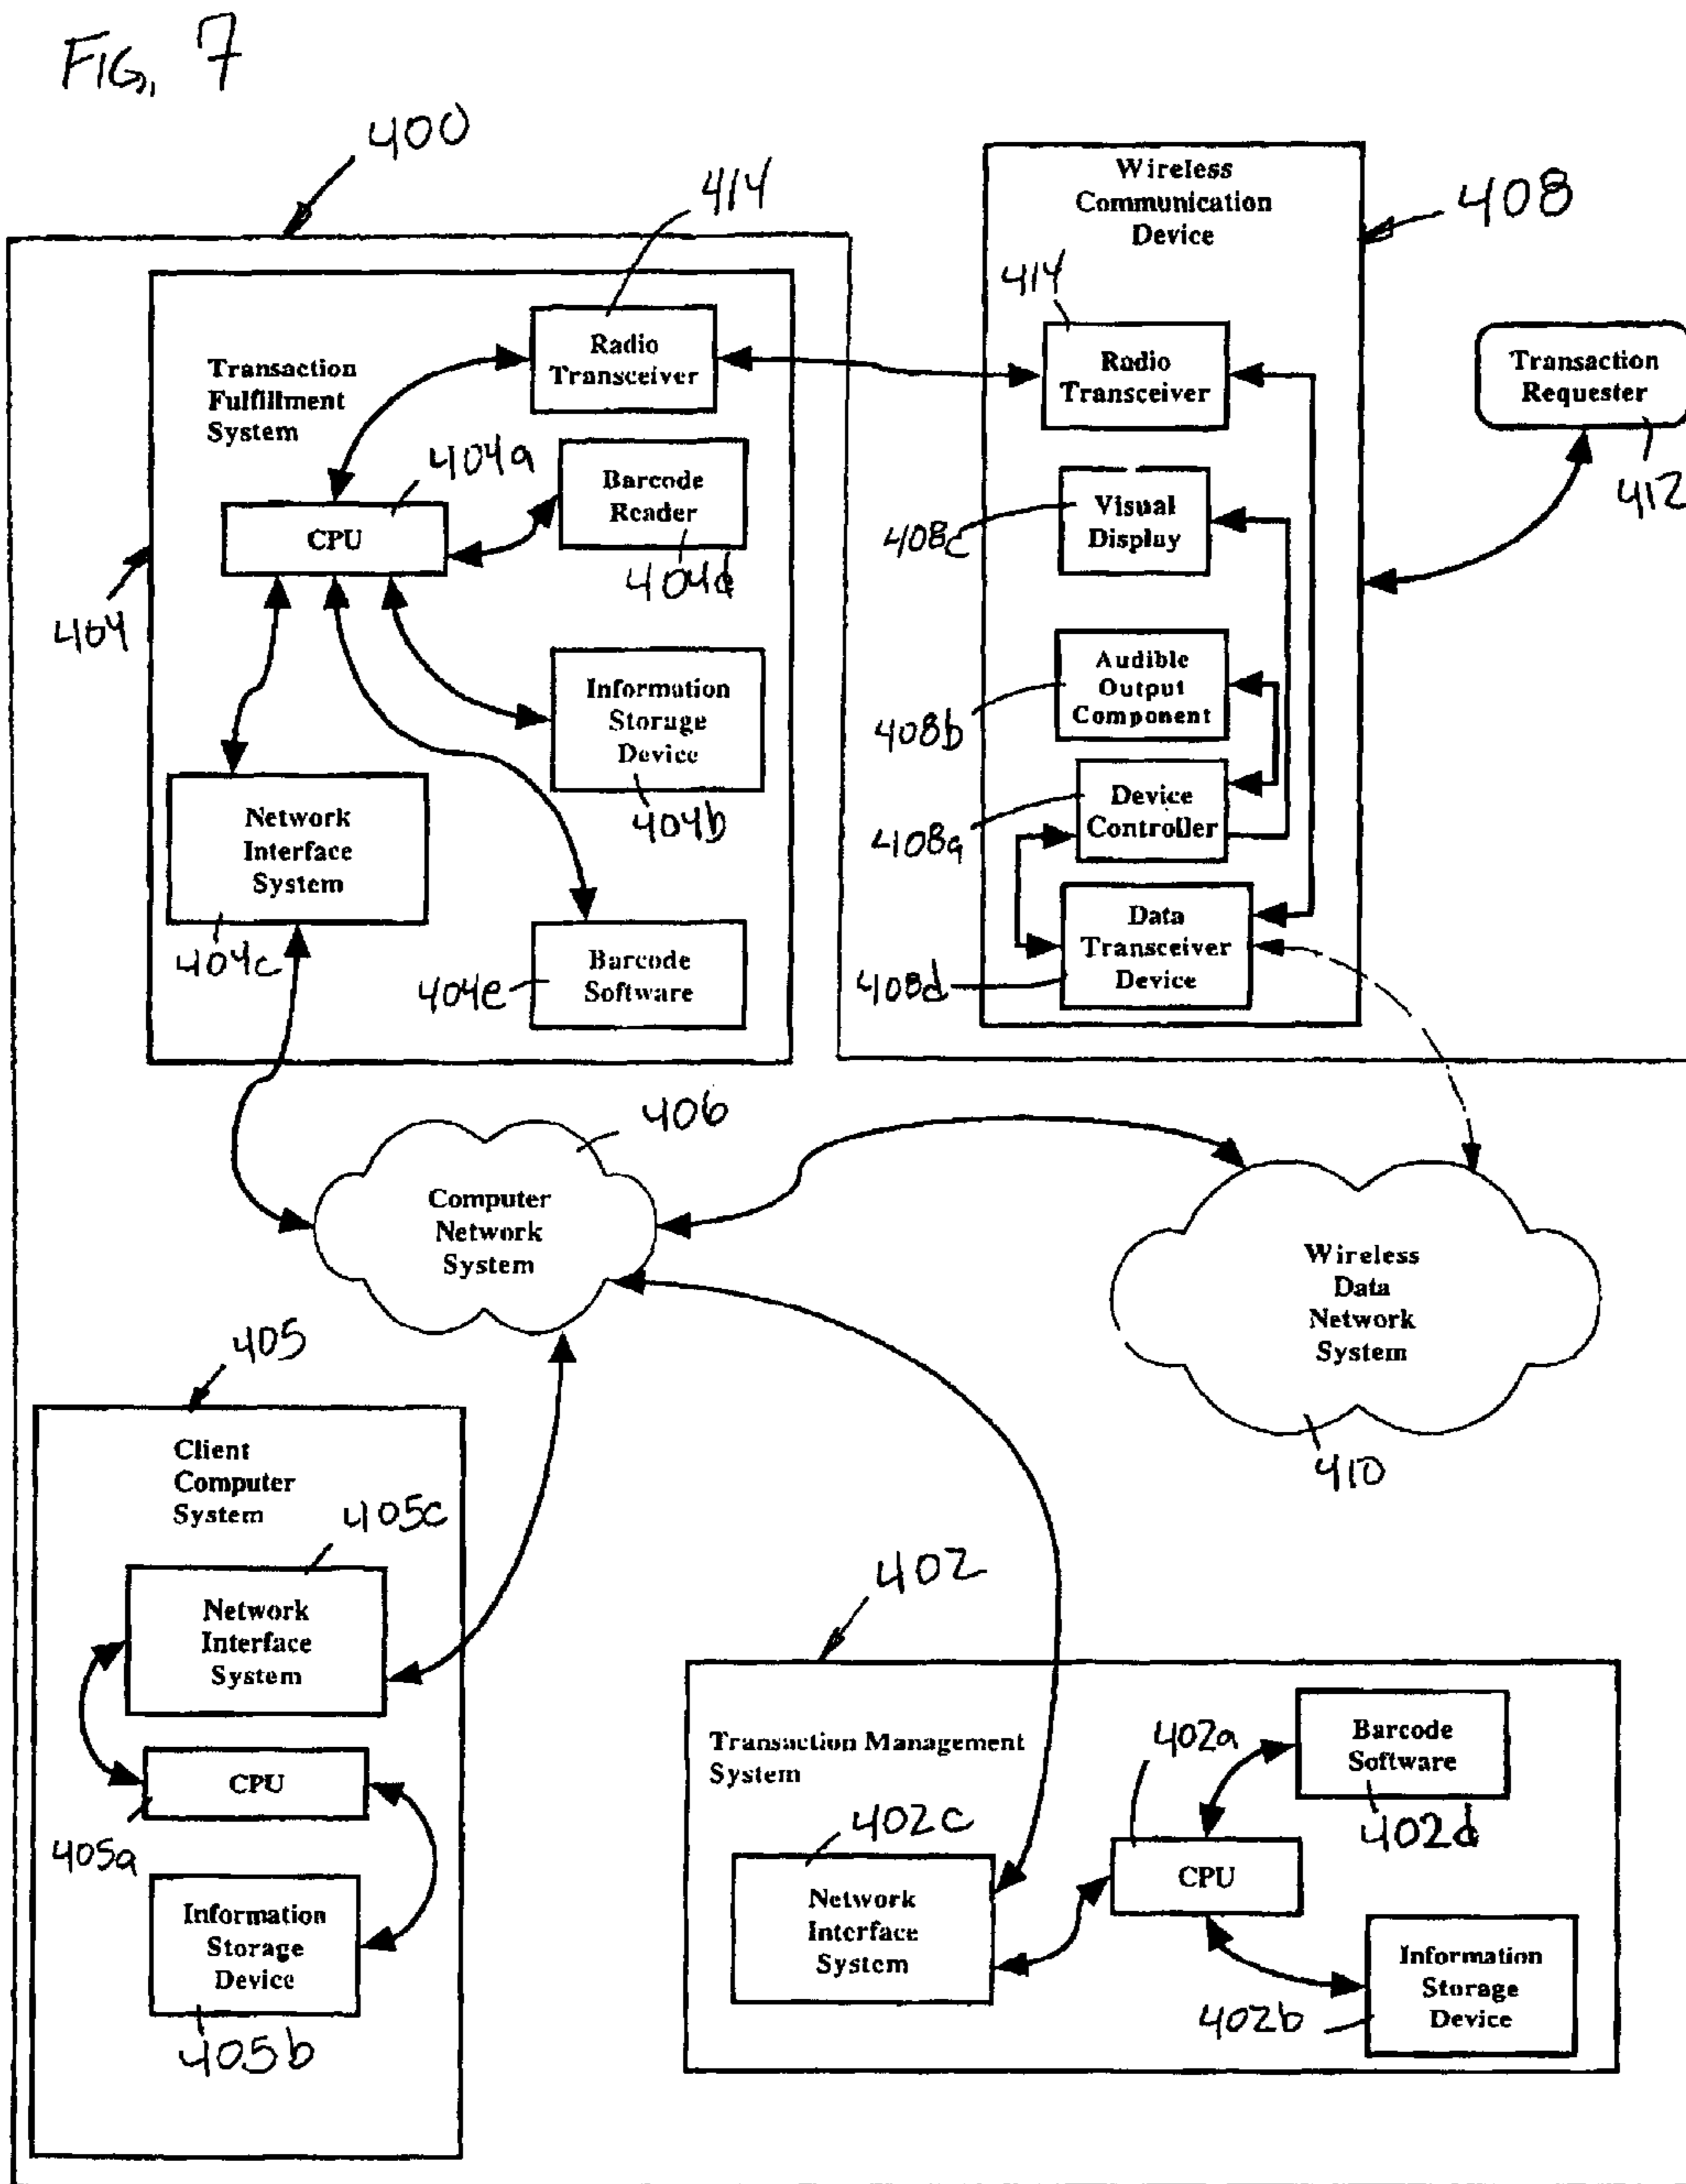 FIG. 7
400
414
Wireless
Communication
Device
408
414
Radio
Transceiver
Transaction
Fulfillment
System
Radio
Transceiver
Transaction
Requester
412
404a
CPU
Barcode
Reader
404d
408c
Visual
Display
404
Information
Storage
Device
404b
408b
Audible
Output
Component
408a
Device
Controller
Network
Interface
System
404c
404e
Barcode
Software
408d
Data
Transceiver
Device
406
Computer
Network
System
Wireless
Data
Network
System
410
405
Client
Computer
System
405c
Network
Interface
System
CPU
405a
Information
Storage
Device
405b
402
Transaction Management
System
402a
Barcode
Software
402d
402c
Network
Interface
System
CPU
402b
Information
Storage
Device